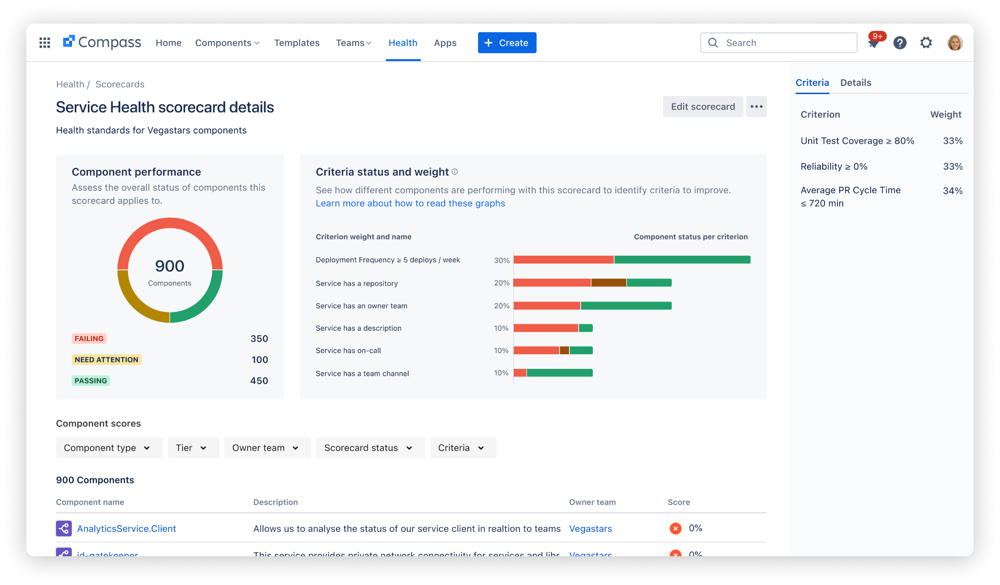 Compass Home Components Templates Teams Health Apps + Create Search 9+
Health / Scorecards
Service Health scorecard details
Edit scorecard
Health standards for Vegastars components
Component performance
Assess the overall status of components this
scorecard applies to.
900
Components
FAILING 350
NEED ATTENTION 100
PASSING 450
Criteria status and weight
See how different components are performing with this scorecard to identify criteria to improve.
Learn more about how to read these graphs
Criterion weight and name Component status per criterion
Deployment Frequency ≥ 5 deploys / week 30%
Service has a repository 20%
Service has an owner team 20%
Service has a description 10%
Service has on-call 10%
Service has a team channel 10%
Component scores
Component type Tier Owner team Scorecard status Criteria
900 Components
Component name Description Owner team Score
AnalyticsService.Client Allows us to analyse the status of our service client in realtion to teams Vegastars 0%
id-gatekeeper This service provides private network connectivity for services and libr Vegastars 0%
Criteria Details
Criterion Weight
Unit Test Coverage ≥ 80% 33%
Reliability ≥ 0% 33%
Average PR Cycle Time 34%
≤ 720 min